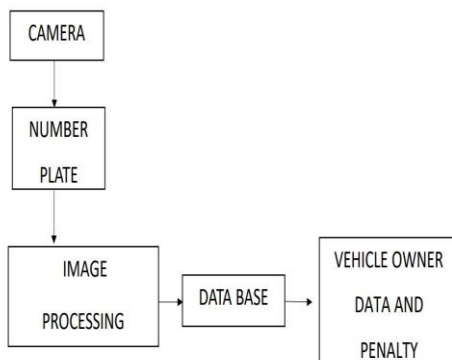 CAMERA
NUMBER
PLATE
IMAGE
PROCESSING
DATA BASE
VEHICLE OWNER
DATA AND
PENALTY